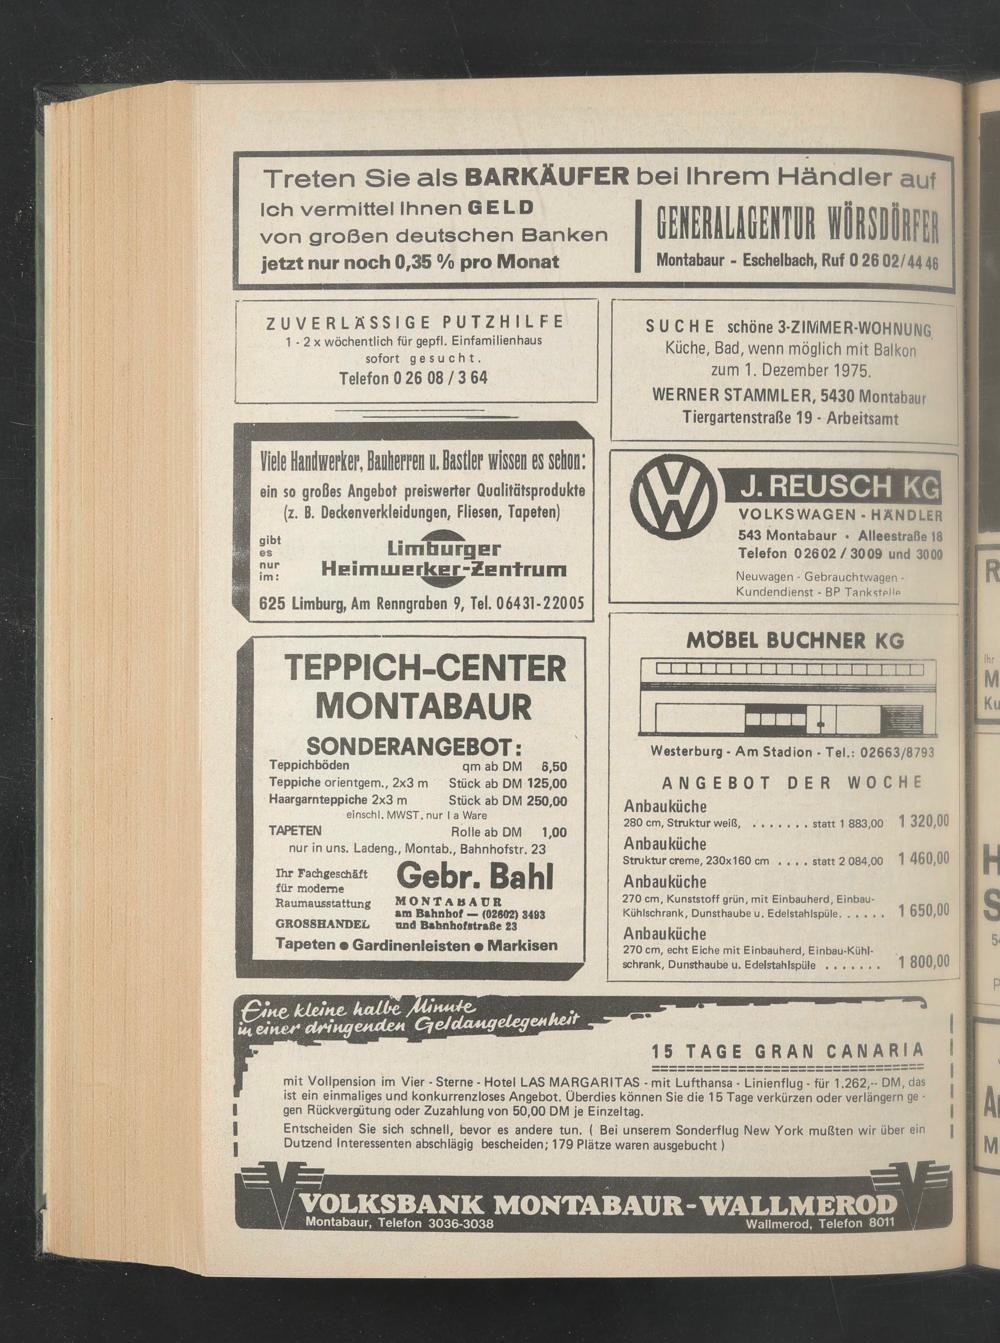 Treten Sie als BARKÄUFER bei Ihrem Händler auf
Ich vermittel Ihnen GELD
von großen deutschen Banken
jetzt nur noch 0,35 % pro Monat
GENERALAGENTUR WÖRSDÖRFER
Montabaur - Eschelbach, Ruf 0 26 02/44 46
ZUVERLÄSSIGE PUTZHILFE
1 - 2 x wöchentlich für gepfl. Einfamilienhaus
sofort gesucht.
Telefon 0 26 08 / 3 64
SUCHE schöne 3-ZIMMER-WOHNUNG
Küche, Bad, wenn möglich mit Balkon
zum 1. Dezember 1975.
WERNER STAMMLER, 5430 Montabaur
Tiergartenstraße 19 - Arbeitsamt
Viele Handwerker, Bauherren u. Bastler wissen es schon:
ein so großes Angebot preiswerter Qualitätsprodukte
(z. B. Deckenverkleidungen, Fliesen, Tapeten)
gibt
es
nur
im:
Limburger
Heimwerker-Zentrum
625 Limburg, Am Renngraben 9, Tel. 06431-22005
VW
J. REUSCH KG
VOLKSWAGEN - HÄNDLER
543 Montabaur • Alleestraße 18
Telefon 02602 / 3009 und 3000
Neuwagen - Gebrauchtwagen -
Kundendienst - BP Tankstelle
TEPPICH-CENTER
MONTABAUR
SONDERANGEBOT:
Teppichböden qm ab DM 6,50
Teppiche orientgem., 2x3 m Stück ab DM 125,00
Haargarnteppiche 2x3 m Stück ab DM 250,00
einschl. MWST, nur I a Ware
TAPETEN Rolle ab DM 1,00
nur in uns. Ladeng., Montab., Bahnhofstr. 23
Ihr Fachgeschäft
für moderne
Raumausstattung
GROSSHANDEL
Gebr. Bahl
MONTABAUR
am Bahnhof — (02602) 3493
und Bahnhofstraße 23
Tapeten ● Gardinenleisten ● Markisen
MÖBEL BUCHNER KG
Westerburg - Am Stadion - Tel.: 02663/8793
ANGEBOT DER WOCHE
Anbauküche
280 cm, Struktur weiß, . . . . . . . statt 1 883,00 1 320,00
Anbauküche
Struktur creme, 230x160 cm . . . . statt 2 084,00 1 460,00
Anbauküche
270 cm, Kunststoff grün, mit Einbauherd, Einbau-
Kühlschrank, Dunsthaube u. Edelstahlspüle. . . . . . 1 650,00
Anbauküche
270 cm, echt Eiche mit Einbauherd, Einbau-Kühl-
schrank, Dunsthaube u. Edelstahlspüle . . . . . . . 1 800,00
Eine kleine halbe Minute
in einer dringenden Geldangelegenheit
15 TAGE GRAN CANARIA
mit Vollpension im Vier - Sterne - Hotel LAS MARGARITAS - mit Lufthansa - Linienflug - für 1.262,-- DM, das
ist ein einmaliges und konkurrenzloses Angebot. Überdies können Sie die 15 Tage verkürzen oder verlängern ge -
gen Rückvergütung oder Zuzahlung von 50,00 DM je Einzeltag.
Entscheiden Sie sich schnell, bevor es andere tun. ( Bei unserem Sonderflug New York mußten wir über ein
Dutzend Interessenten abschlägig bescheiden; 179 Plätze waren ausgebucht )
VOLKSBANK MONTABAUR-WALLMEROD
Montabaur, Telefon 3036-3038 Wallmerod, Telefon 8011